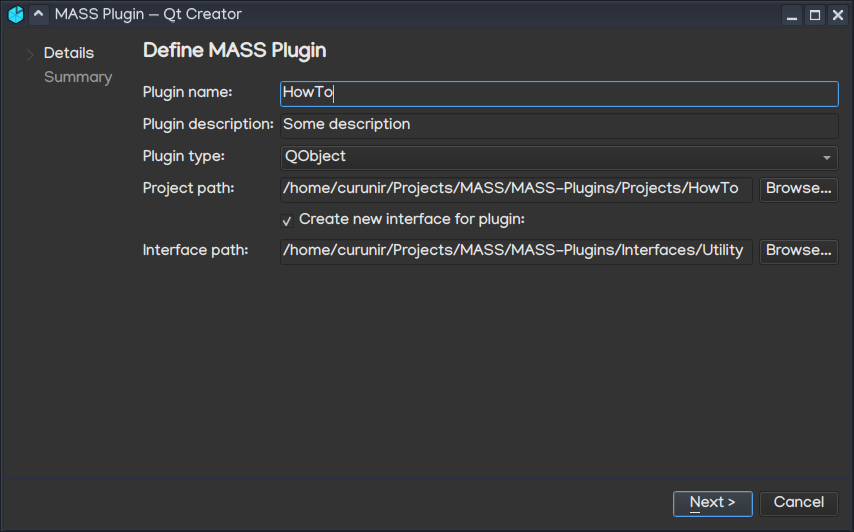 MASS Plugin — Qt Creator
Details
Summary
Define MASS Plugin
Plugin name: HowTo
Plugin description: Some description
Plugin type: QObject
Project path: /home/curunir/Projects/MASS/MASS-Plugins/Projects/HowTo Browse...
Create new interface for plugin:
Interface path: /home/curunir/Projects/MASS/MASS-Plugins/Interfaces/Utility Browse...
Next > Cancel